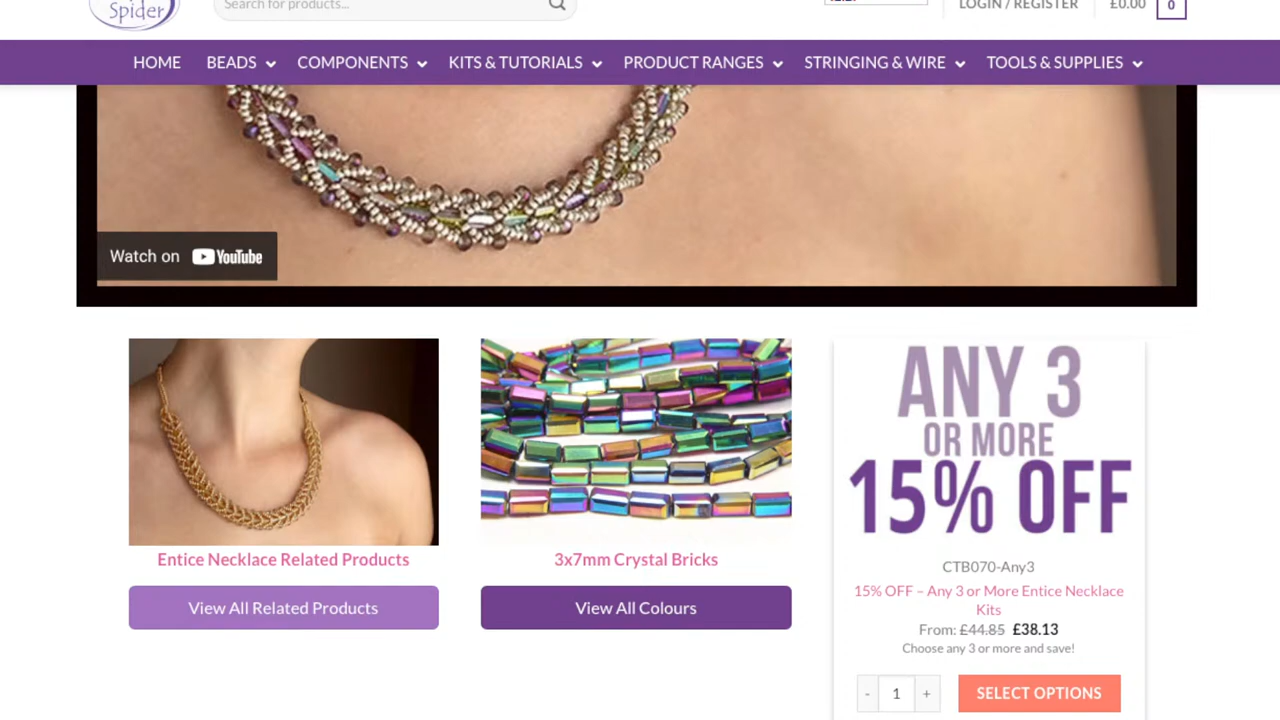 Spider
Search for products...
LOGIN / REGISTER
£0.00
0
HOME
BEADS
COMPONENTS
KITS & TUTORIALS
PRODUCT RANGES
STRINGING & WIRE
TOOLS & SUPPLIES
Watch on YouTube
Entice Necklace Related Products
View All Related Products
3x7mm Crystal Bricks
View All Colours
ANY 3
OR MORE
15% OFF
CTB070-Any3
15% OFF – Any 3 or More Entice Necklace
Kits
From: £44.85 £38.13
Choose any 3 or more and save!
- 1 +
SELECT OPTIONS